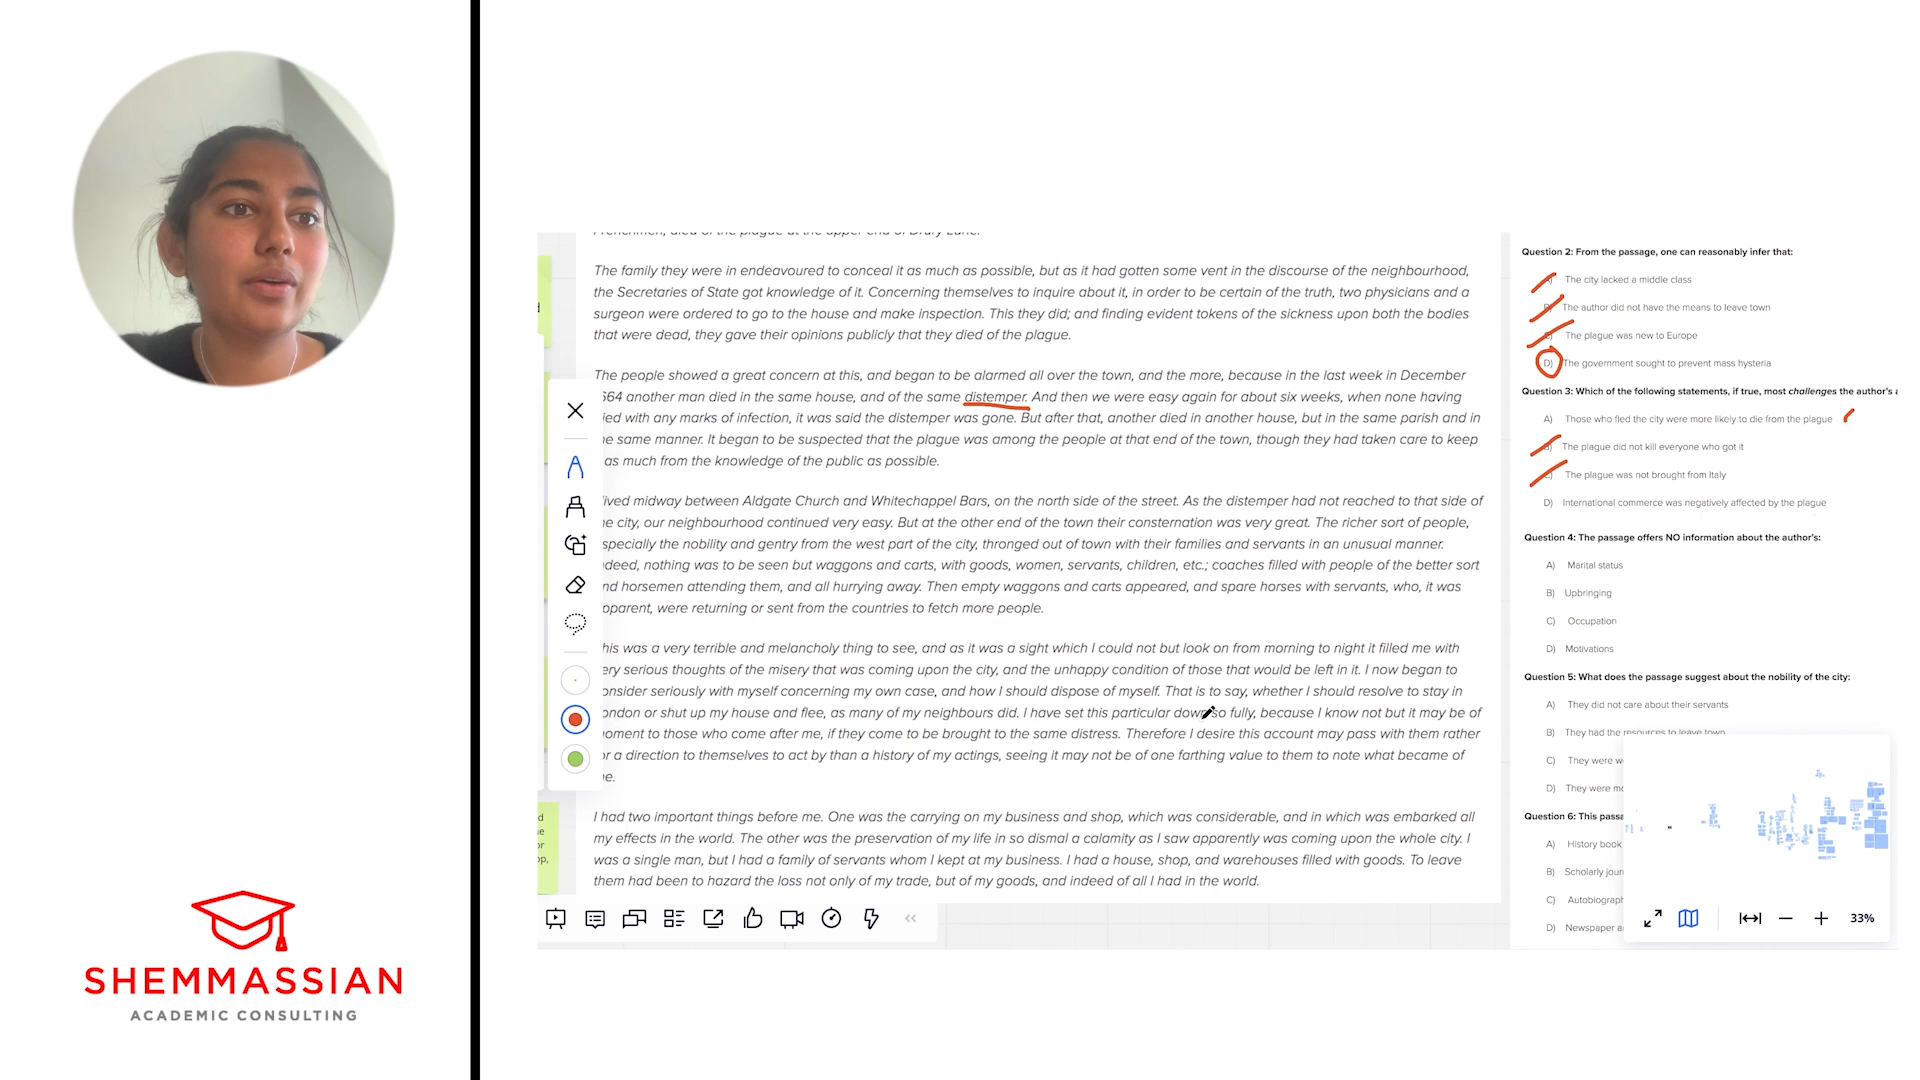 Frenchmen, died of the plague at the upper end of Drury Lane.
The family they were in endeavoured to conceal it as much as possible, but as it had gotten some vent in the discourse of the neighbourhood,
the Secretaries of State got knowledge of it. Concerning themselves to inquire about it, in order to be certain of the truth, two physicians and a
surgeon were ordered to go to the house and make inspection. This they did; and finding evident tokens of the sickness upon both the bodies
that were dead, they gave their opinions publicly that they died of the plague.
The people showed a great concern at this, and began to be alarmed all over the town, and the more, because in the last week in December
664 another man died in the same house, and of the same distemper. And then we were easy again for about six weeks, when none having
ied with any marks of infection, it was said the distemper was gone. But after that, another died in another house, but in the same parish and in
he same manner. It began to be suspected that the plague was among the people at that end of the town, though they had taken care to keep
as much from the knowledge of the public as possible.
lived midway between Aldgate Church and Whitechappel Bars, on the north side of the street. As the distemper had not reached to that side of
he city, our neighbourhood continued very easy. But at the other end of the town their consternation was very great. The richer sort of people,
specially the nobility and gentry from the west part of the city, thronged out of town with their families and servants in an unusual manner.
ndeed, nothing was to be seen but waggons and carts, with goods, women, servants, children, etc.; coaches filled with people of the better sort
nd horsemen attending them, and all hurrying away. Then empty waggons and carts appeared, and spare horses with servants, who, it was
pparent, were returning or sent from the countries to fetch more people.
his was a very terrible and melancholy thing to see, and as it was a sight which I could not but look on from morning to night it filled me with
ery serious thoughts of the misery that was coming upon the city, and the unhappy condition of those that would be left in it. I now began to
onsider seriously with myself concerning my own case, and how I should dispose of myself. That is to say, whether I should resolve to stay in
ondon or shut up my house and flee, as many of my neighbours did. I have set this particular down so fully, because I know not but it may be of
moment to those who come after me, if they come to be brought to the same distress. Therefore I desire this account may pass with them rather
or a direction to themselves to act by than a history of my actings, seeing it may not be of one farthing value to them to note what became of
e.
I had two important things before me. One was the carrying on my business and shop, which was considerable, and in which was embarked all
my effects in the world. The other was the preservation of my life in so dismal a calamity as I saw apparently was coming upon the whole city. I
was a single man, but I had a family of servants whom I kept at my business. I had a house, shop, and warehouses filled with goods. To leave
them had been to hazard the loss not only of my trade, but of my goods, and indeed of all I had in the world.
Question 2: From the passage, one can reasonably infer that:
The city lacked a middle class
The author did not have the means to leave town
The plague was new to Europe
D) The government sought to prevent mass hysteria
Question 3: Which of the following statements, if true, most challenges the author's a
A) Those who fled the city were more likely to die from the plague
The plague did not kill everyone who got it
The plague was not brought from Italy
D) International commerce was negatively affected by the plague
Question 4: The passage offers NO information about the author's:
A) Marital status
B) Upbringing
C) Occupation
D) Motivations
Question 5: What does the passage suggest about the nobility of the city:
A) They did not care about their servants
B) They had the resources to leave town
C) They were w
D) They were mo
Question 6: This passa
A) History book
B) Scholarly jour
C) Autobiograph
D) Newspaper a
33%
SHEMMASSIAN
ACADEMIC CONSULTING